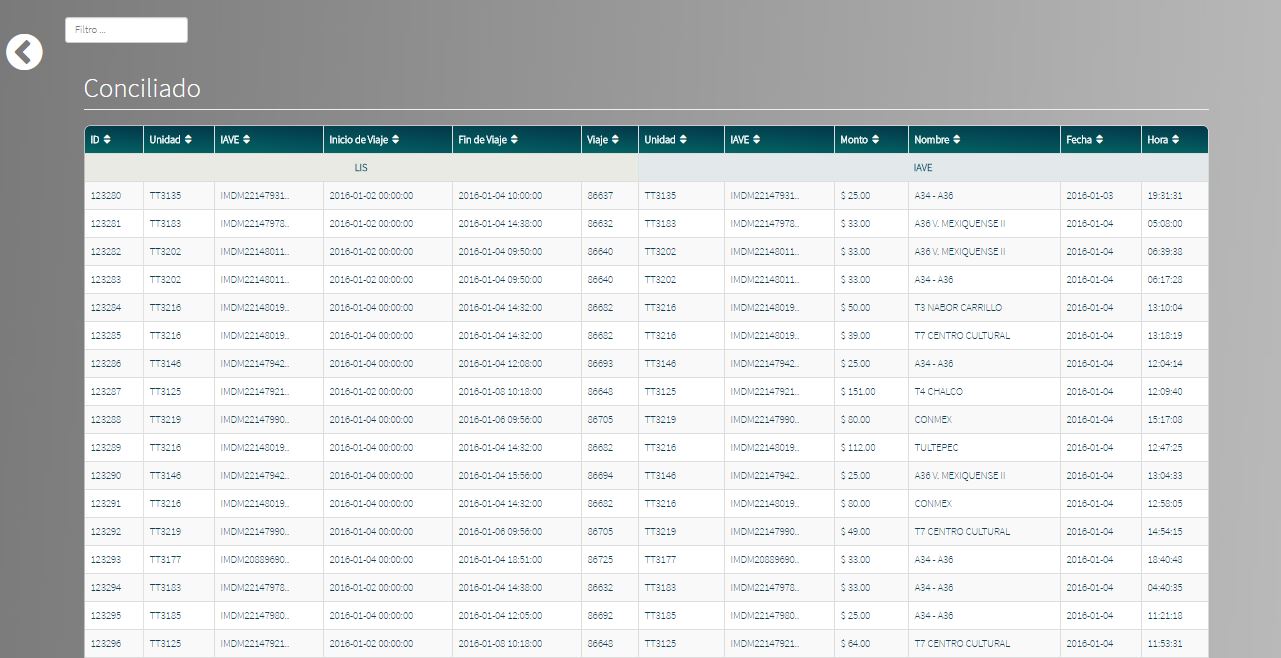 Filtro ...
Conciliado
ID Unidad IAVE Inicio de Viaje Fin de Viaje Viaje Unidad IAVE Monto Nombre Fecha Hora
LIS IAVE
123280 TT3135 IMDM22147931.. 2016-01-02 00:00:00 2016-01-04 10:00:00 86637 TT3135 IMDM22147931.. $ 25.00 A34 - A36 2016-01-03 19:31:31
123281 TT3183 IMDM22147978.. 2016-01-02 00:00:00 2016-01-04 14:38:00 86632 TT3183 IMDM22147978.. $ 33.00 A36 V. MEXIQUENSE II 2016-01-04 05:08:00
123282 TT3202 IMDM22148011.. 2016-01-02 00:00:00 2016-01-04 09:50:00 86640 TT3202 IMDM22148011.. $ 33.00 A36 V. MEXIQUENSE II 2016-01-04 06:39:38
123283 TT3202 IMDM22148011.. 2016-01-02 00:00:00 2016-01-04 09:50:00 86640 TT3202 IMDM22148011.. $ 33.00 A34 - A36 2016-01-04 06:17:28
123284 TT3216 IMDM22148019.. 2016-01-04 00:00:00 2016-01-04 14:32:00 86682 TT3216 IMDM22148019.. $ 50.00 T3 NABOR CARRILLO 2016-01-04 13:10:04
123285 TT3216 IMDM22148019.. 2016-01-04 00:00:00 2016-01-04 14:32:00 86682 TT3216 IMDM22148019.. $ 39.00 T7 CENTRO CULTURAL 2016-01-04 13:18:19
123286 TT3146 IMDM22147942.. 2016-01-04 00:00:00 2016-01-04 12:08:00 86693 TT3146 IMDM22147942.. $ 25.00 A34 - A36 2016-01-04 12:04:14
123287 TT3125 IMDM22147921.. 2016-01-02 00:00:00 2016-01-08 10:18:00 86648 TT3125 IMDM22147921.. $ 151.00 T4 CHALCO 2016-01-04 12:09:40
123288 TT3219 IMDM22147990.. 2016-01-04 00:00:00 2016-01-06 09:56:00 86705 TT3219 IMDM22147990.. $ 80.00 CONMEX 2016-01-04 15:17:08
123289 TT3216 IMDM22148019.. 2016-01-04 00:00:00 2016-01-04 14:32:00 86682 TT3216 IMDM22148019.. $ 112.00 TULTEPEC 2016-01-04 12:47:25
123290 TT3146 IMDM22147942.. 2016-01-04 00:00:00 2016-01-04 15:56:00 86694 TT3146 IMDM22147942.. $ 25.00 A36 V. MEXIQUENSE II 2016-01-04 13:04:33
123291 TT3216 IMDM22148019.. 2016-01-04 00:00:00 2016-01-04 14:32:00 86682 TT3216 IMDM22148019.. $ 80.00 CONMEX 2016-01-04 12:58:05
123292 TT3219 IMDM22147990.. 2016-01-04 00:00:00 2016-01-06 09:56:00 86705 TT3219 IMDM22147990.. $ 49.00 T7 CENTRO CULTURAL 2016-01-04 14:54:15
123293 TT3177 IMDM20889690.. 2016-01-04 00:00:00 2016-01-04 18:51:00 86725 TT3177 IMDM20889690.. $ 33.00 A34 - A36 2016-01-04 18:40:48
123294 TT3183 IMDM22147978.. 2016-01-02 00:00:00 2016-01-04 14:38:00 86632 TT3183 IMDM22147978.. $ 33.00 A34 - A36 2016-01-04 04:40:35
123295 TT3185 IMDM22147980.. 2016-01-04 00:00:00 2016-01-04 12:05:00 86692 TT3185 IMDM22147980.. $ 25.00 A34 - A36 2016-01-04 11:21:18
123296 TT3125 IMDM22147921.. 2016-01-02 00:00:00 2016-01-08 10:18:00 86648 TT3125 IMDM22147921.. $ 64.00 T7 CENTRO CULTURAL 2016-01-04 11:53:31